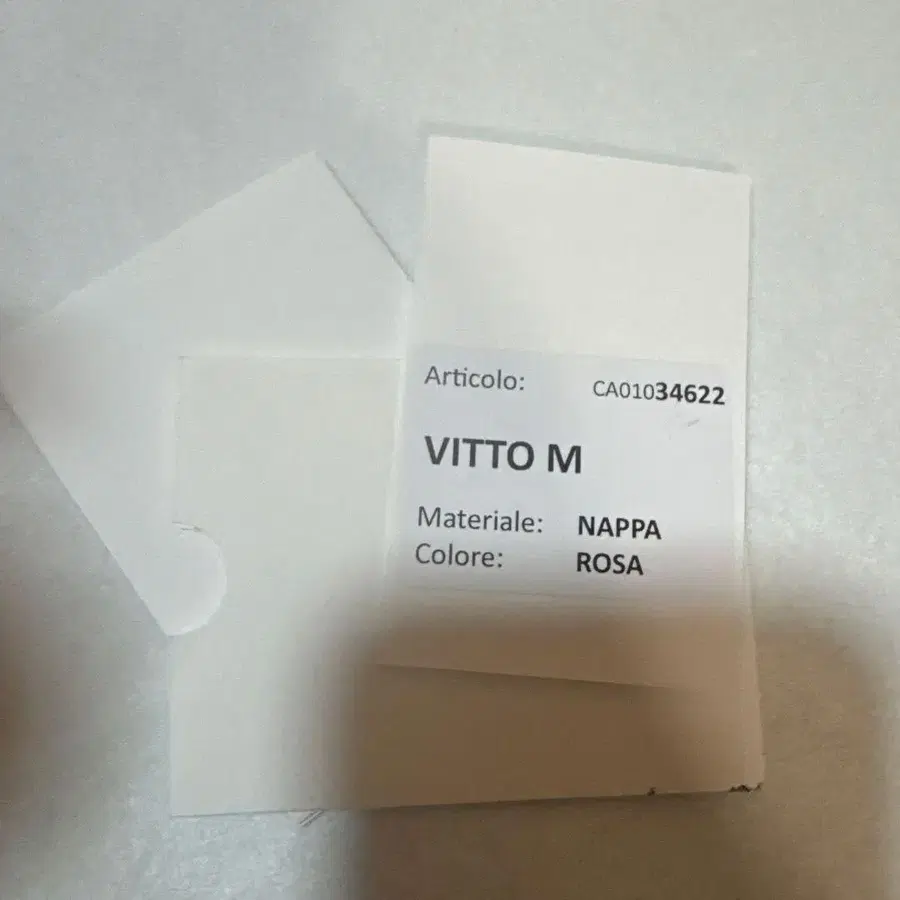 Articolo: CA01034622
VITTO M
Materiale: NAPPA
Colore: ROSA